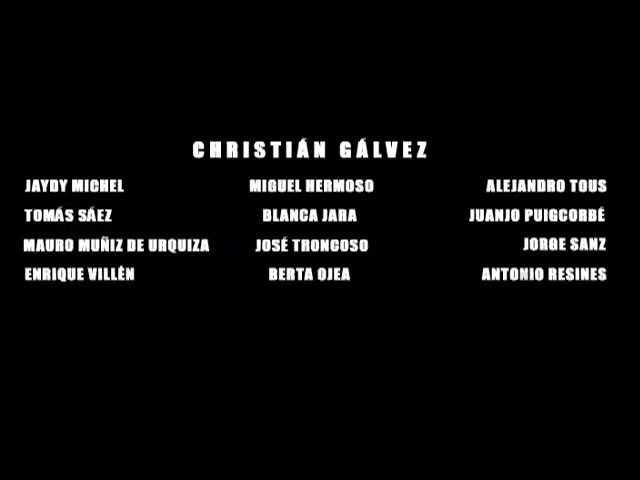 CHRISTIÁN GÁLVEZ
JAYDY MICHEL MIGUEL HERMOSO ALEJANDRO TOUS
TOMÁS SÁEZ BLANCA JARA JUANJO PUIGCORBÉ
MAURO MUÑIZ DE URQUIZA JOSÉ TRONCOSO JORGE SANZ
ENRIQUE VILLÉN BERTA OJEA ANTONIO RESINES